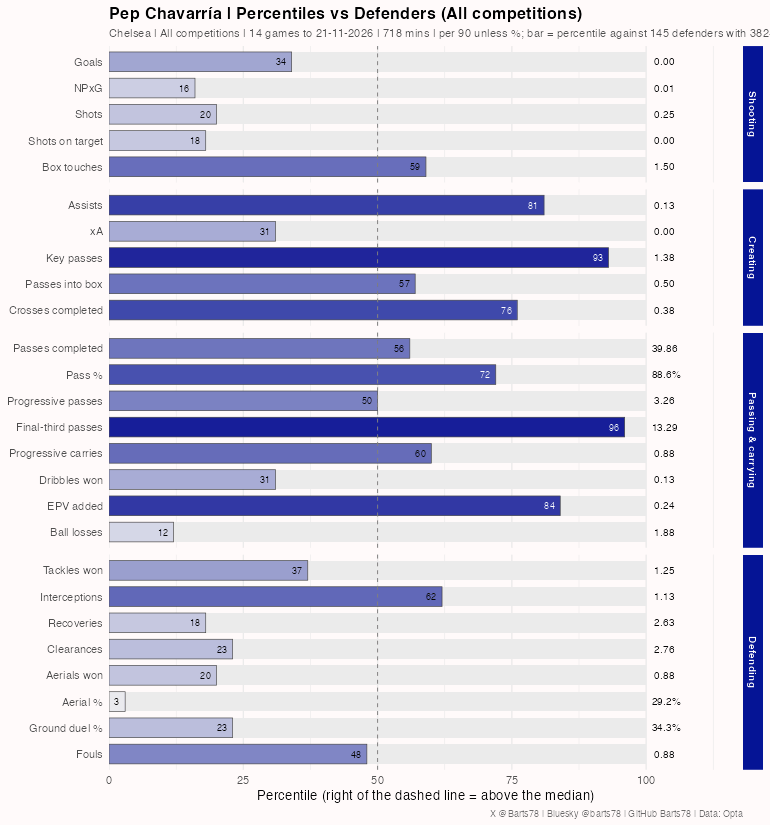 Pep Chavarría | Percentiles vs Defenders (All competitions)
Chelsea | All competitions | 14 games to 21-11-2026 | 718 mins | per 90 unless %; bar = percentile against 145 defenders with 382
Goals 34 0.00
NPxG 16 0.01
Shots 20 0.25
Shots on target 18 0.00
Box touches 59 1.50
Shooting
Assists 81 0.13
xA 31 0.00
Key passes 93 1.38
Passes into box 57 0.50
Crosses completed 76 0.38
Creating
Passes completed 56 39.86
Pass % 72 88.6%
Progressive passes 50 3.26
Final-third passes 96 13.29
Progressive carries 60 0.88
Dribbles won 31 0.13
EPV added 84 0.24
Ball losses 12 1.88
Passing & carrying
Tackles won 37 1.25
Interceptions 62 1.13
Recoveries 18 2.63
Clearances 23 2.76
Aerials won 20 0.88
Aerial % 3 29.2%
Ground duel % 23 34.3%
Fouls 48 0.88
Defending
0 25 50 75 100
Percentile (right of the dashed line = above the median)
X @Barts78 | Bluesky @barts78 | GitHub Barts78 | Data: Opta